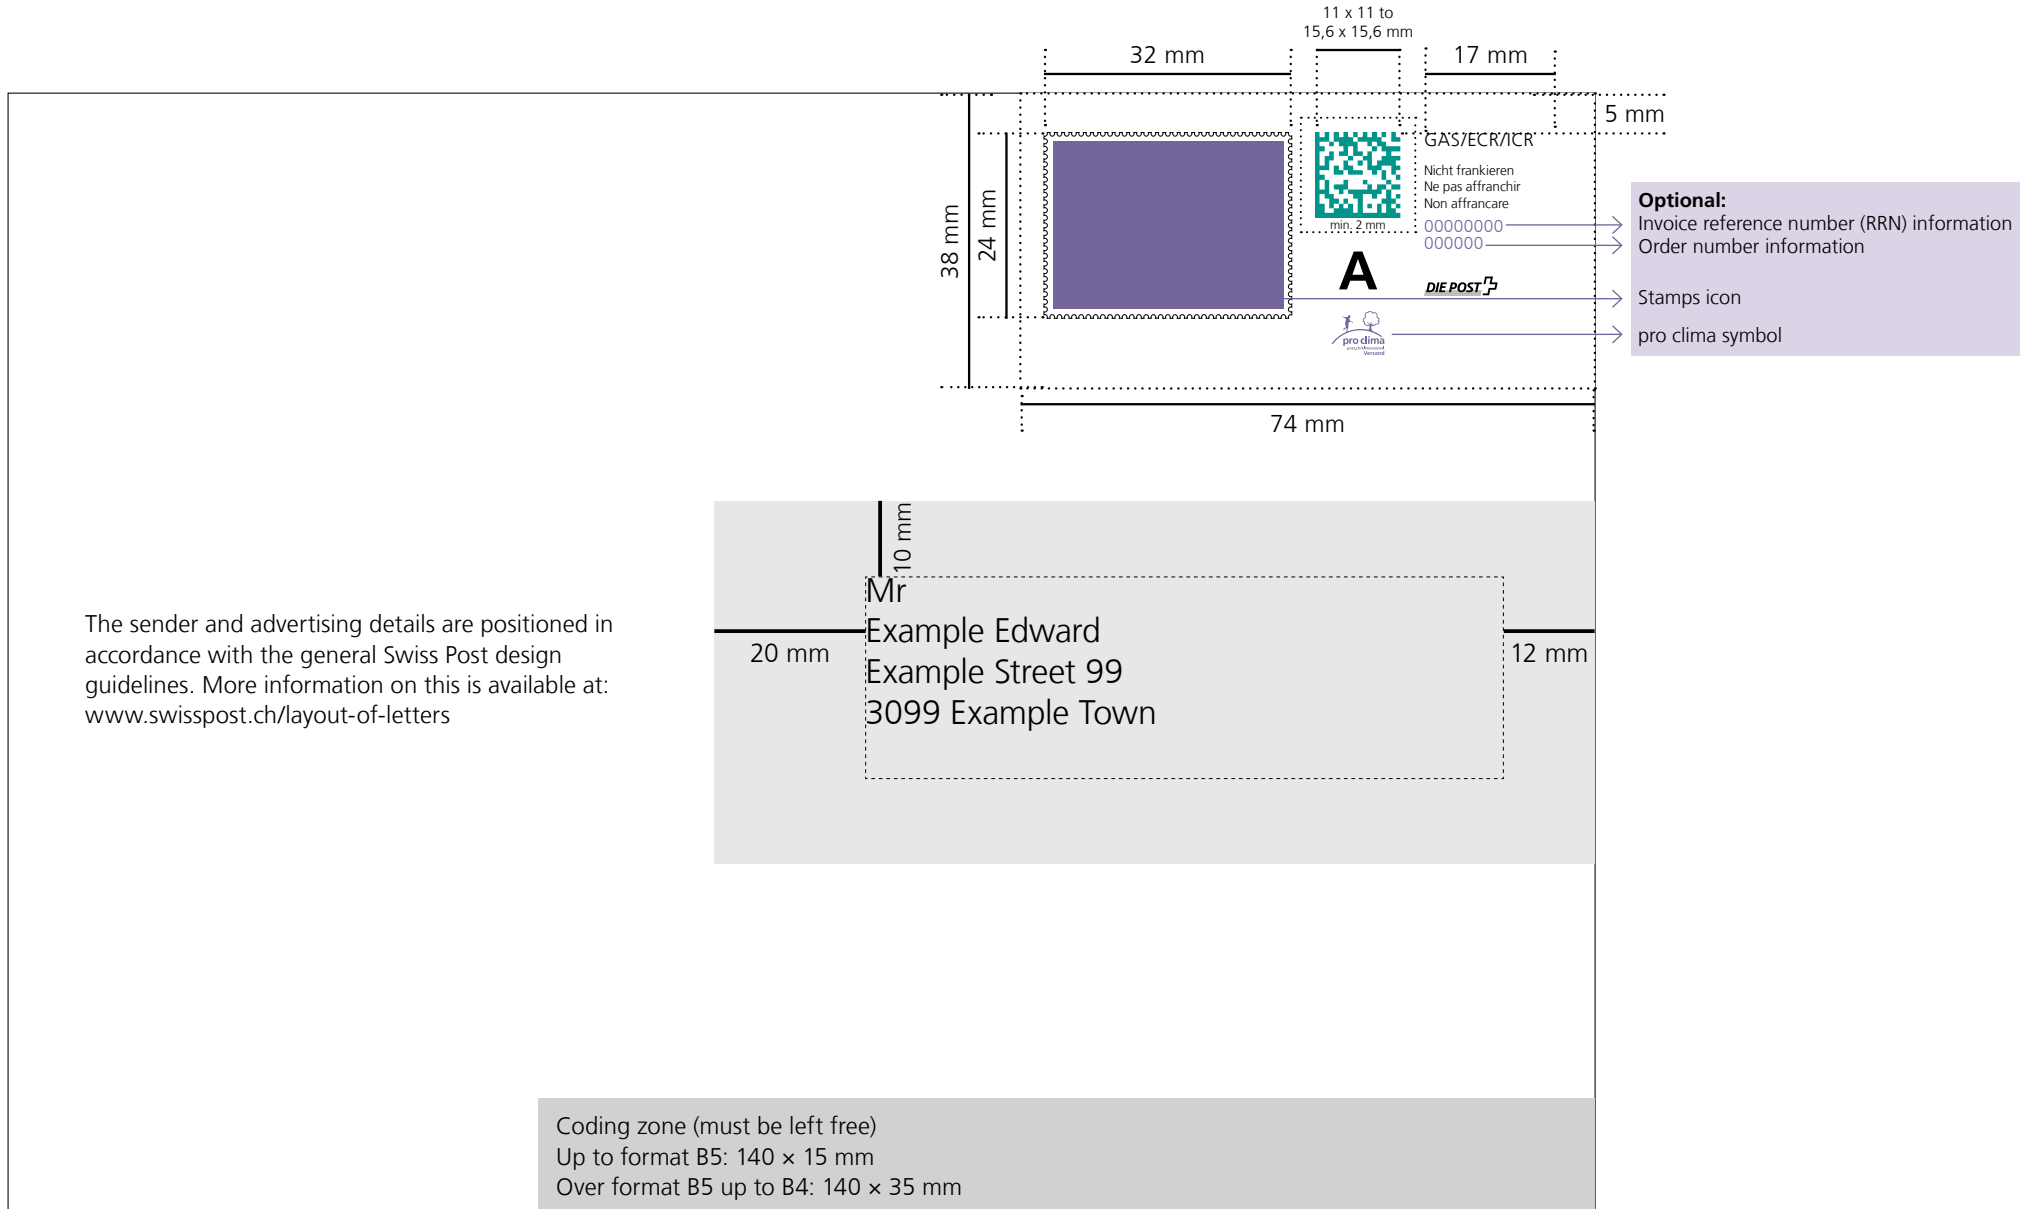 11 x 11 to
15,6 x 15,6 mm
32 mm
17 mm
5 mm
38 mm
24 mm
GAS/ECR/ICR
Nicht frankieren
Ne pas affranchir
Non affrancare
min. 2 mm
00000000
000000
A
DIE POST
pro clima
Versand
74 mm
Optional:
Invoice reference number (RRN) information
Order number information
Stamps icon
pro clima symbol
10 mm
Mr
Example Edward
Example Street 99
3099 Example Town
20 mm
12 mm
The sender and advertising details are positioned in
accordance with the general Swiss Post design
guidelines. More information on this is available at:
www.swisspost.ch/layout-of-letters
Coding zone (must be left free)
Up to format B5: 140 × 15 mm
Over format B5 up to B4: 140 × 35 mm